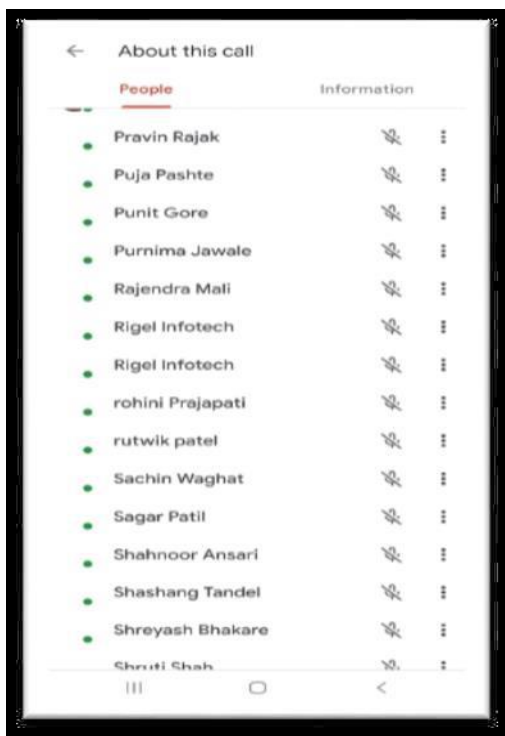 About this call
People Information
Pravin Rajak
Puja Pashte
Punit Gore
Purnima Jawale
Rajendra Mali
Rigel Infotech
Rigel Infotech
rohini Prajapati
rutwik patel
Sachin Waghat
Sagar Patil
Shahnoor Ansari
Shashang Tandel
Shreyash Bhakare
Shruti Shah